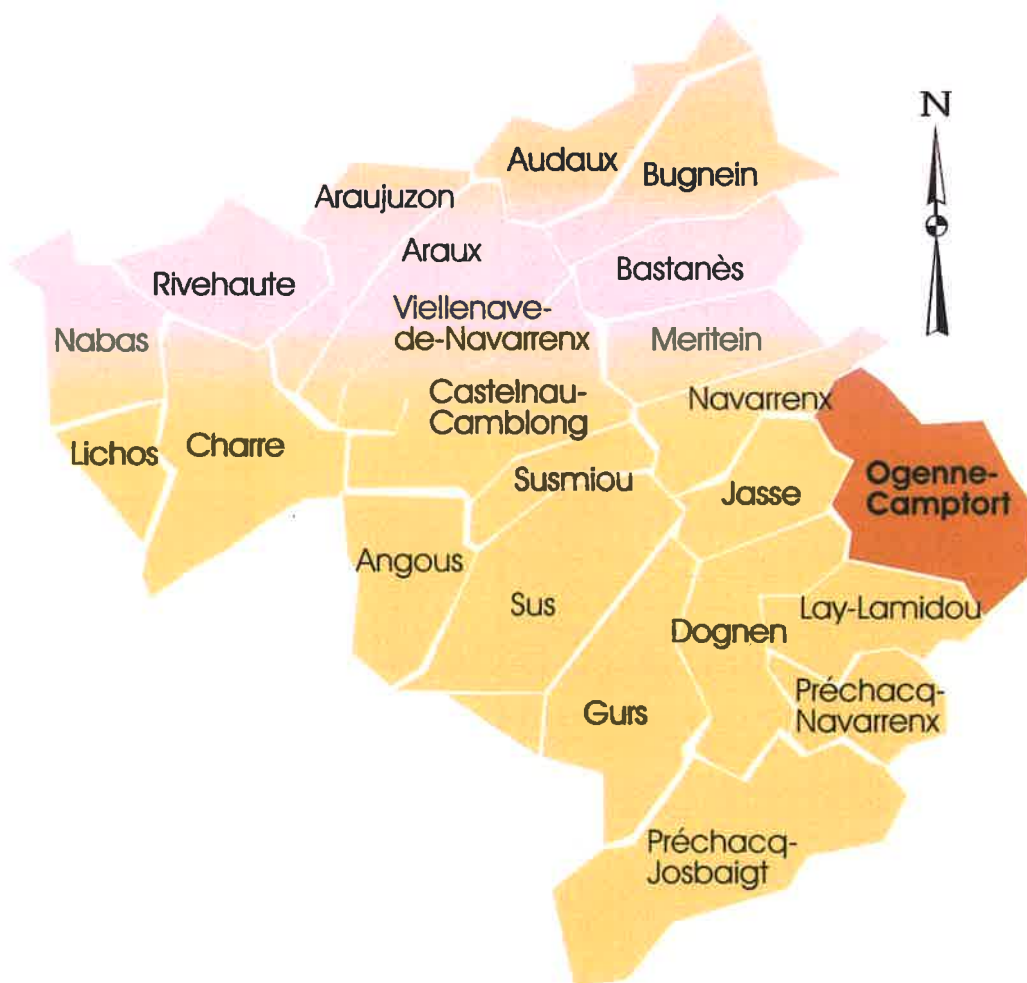 N
Audaux
Bugnein
Araujuzon
Araux
Bastanès
Rivehaute
Viellenave-
de-Navarrenx
Nabas
Meritein
Castelnau-
Camblong
Navarrenx
Lichos
Charre
Susmiou
Jasse
Ogenne-
Camptort
Angous
Sus
Dognen
Lay-Lamidou
Gurs
Préchacq-
Navarrenx
Préchacq-
Josbaigt